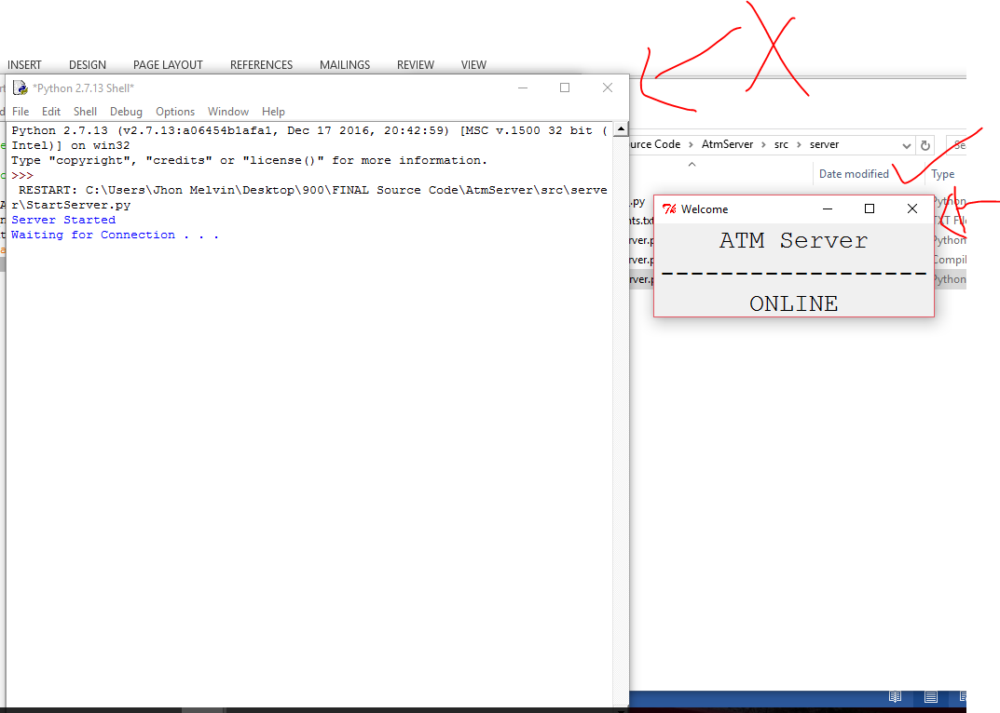 INSERT DESIGN PAGE LAYOUT REFERENCES MAILINGS REVIEW VIEW
*Python 2.7.13 Shell*
File Edit Shell Debug Options Window Help
Python 2.7.13 (v2.7.13:a06454b1afa1, Dec 17 2016, 20:42:59) [MSC v.1500 32 bit (
Intel)] on win32
Type "copyright", "credits" or "license()" for more information.
>>>
RESTART: C:\Users\Jhon Melvin\Desktop\900\FINAL Source Code\AtmServer\src\serve
r\StartServer.py
Server Started
Waiting for Connection . . .
urce Code > AtmServer > src > server
Date modified Type
.py Python
nts.txt TXT File
rver.p Python
rver.p Compil
rver.p Python
Welcome
ATM Server
------------------
ONLINE
X